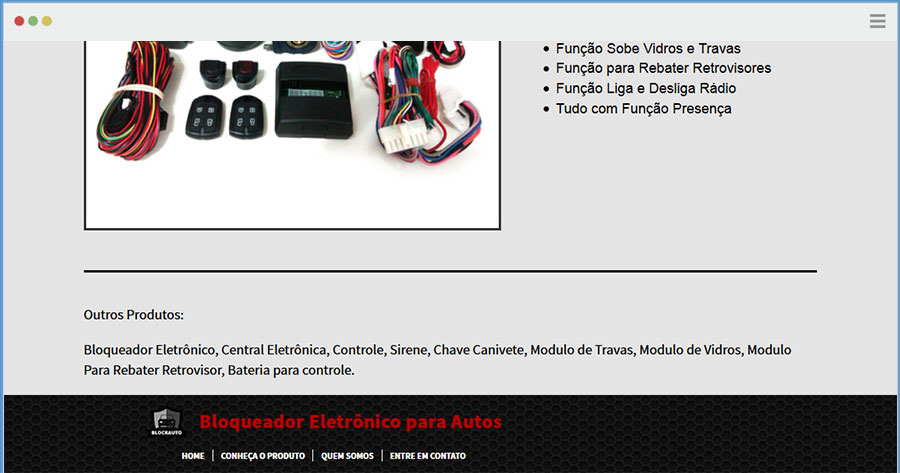 Função Sobe Vidros e Travas
Função para Rebater Retrovisores
Função Liga e Desliga Rádio
Tudo com Função Presença
Outros Produtos:
Bloqueador Eletrônico, Central Eletrônica, Controle, Sirene, Chave Canivete, Modulo de Travas, Modulo de Vidros, Modulo
Para Rebater Retrovisor, Bateria para controle.
Bloqueador Eletrônico para Autos
BLOCKAUTO
HOME
CONHEÇA O PRODUTO
QUEM SOMOS
ENTRE EM CONTATO